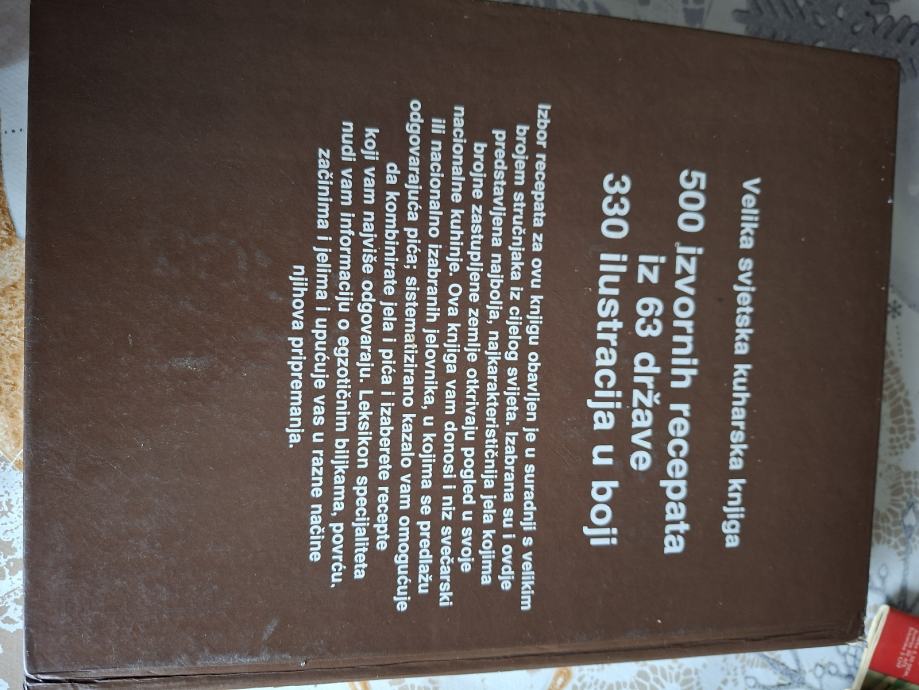 Velika svjetska kuharska knjiga
500 izvornih recepata
iz 63 države
330 ilustracija u boji
Izbor recepata za ovu knjigu obavljen je u suradnji s velikim
brojem stručnjaka iz cijelog svijeta. Izabrana su i ovdje
predstavljena najbolja, najkarakterističnija jela kojima
brojne zastupljene zemlje otkrivaju pogled u svoje
nacionalne kuhinje. Ova knjiga vam donosi i niz svečarski
ili nacionalno izabranih jelovnika, u kojima se predlažu
odgovarajuća pića; sistematizirano kazalo vam omogućuje
da kombinirate jela i pića i izaberete recepte
koji vam najviše odgovaraju. Leksikon specijaliteta
nudi vam informaciju o egzotičnim biljkama, povrću,
začinima i jelima i upućuje vas u razne načine
njihova pripremanja.